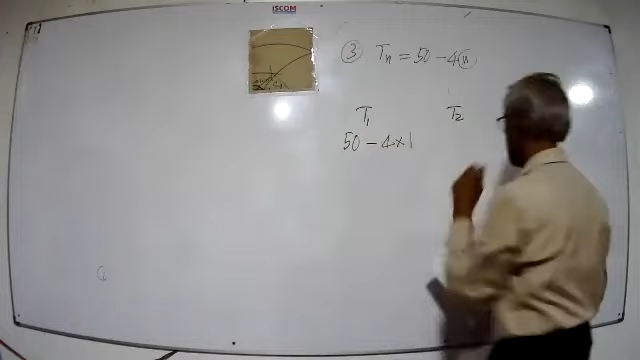 ISCOM
③ Tn = 50 - 4n
T1 T2
50 - 4×1